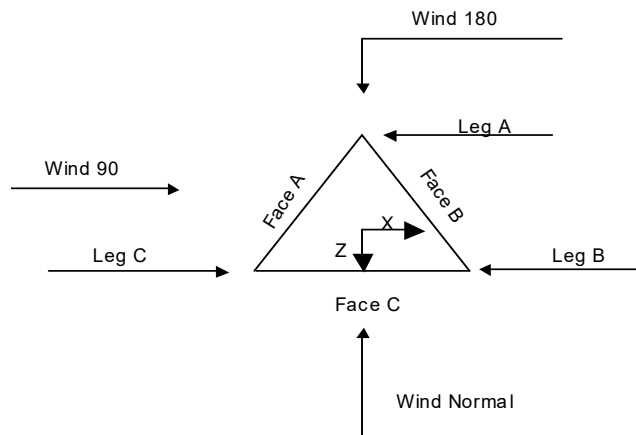 Wind 180
Leg A
Wind 90
Face A
Face B
X
Leg C
Z
Leg B
Face C
Wind Normal